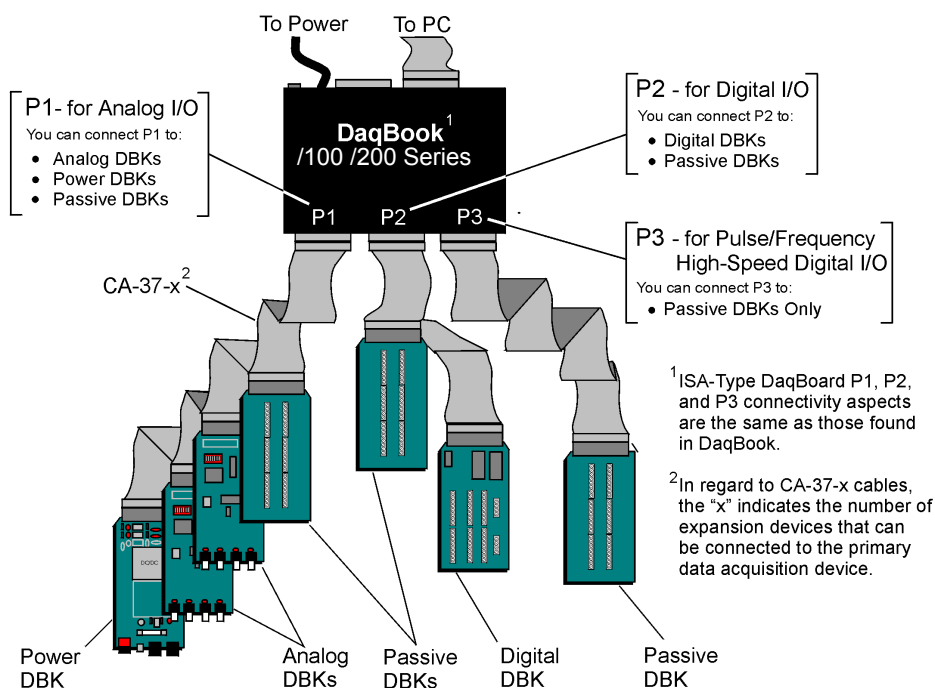 To Power
To PC
P1- for Analog I/O
You can connect P1 to:
• Analog DBKs
• Power DBKs
• Passive DBKs
DaqBook1
/100 /200 Series
P1
P2
P3
P2 - for Digital I/O
You can connect P2 to:
• Digital DBKs
• Passive DBKs
P3 - for Pulse/Frequency
High-Speed Digital I/O
You can connect P3 to:
• Passive DBKs Only
CA-37-x2
1ISA-Type DaqBoard P1, P2,
and P3 connectivity aspects
are the same as those found
in DaqBook.
2In regard to CA-37-x cables,
the “x” indicates the number of
expansion devices that can
be connected to the primary
data acquisition device.
DC/DC
Power
DBK
Analog
DBKs
Passive
DBKs
Digital
DBK
Passive
DBK